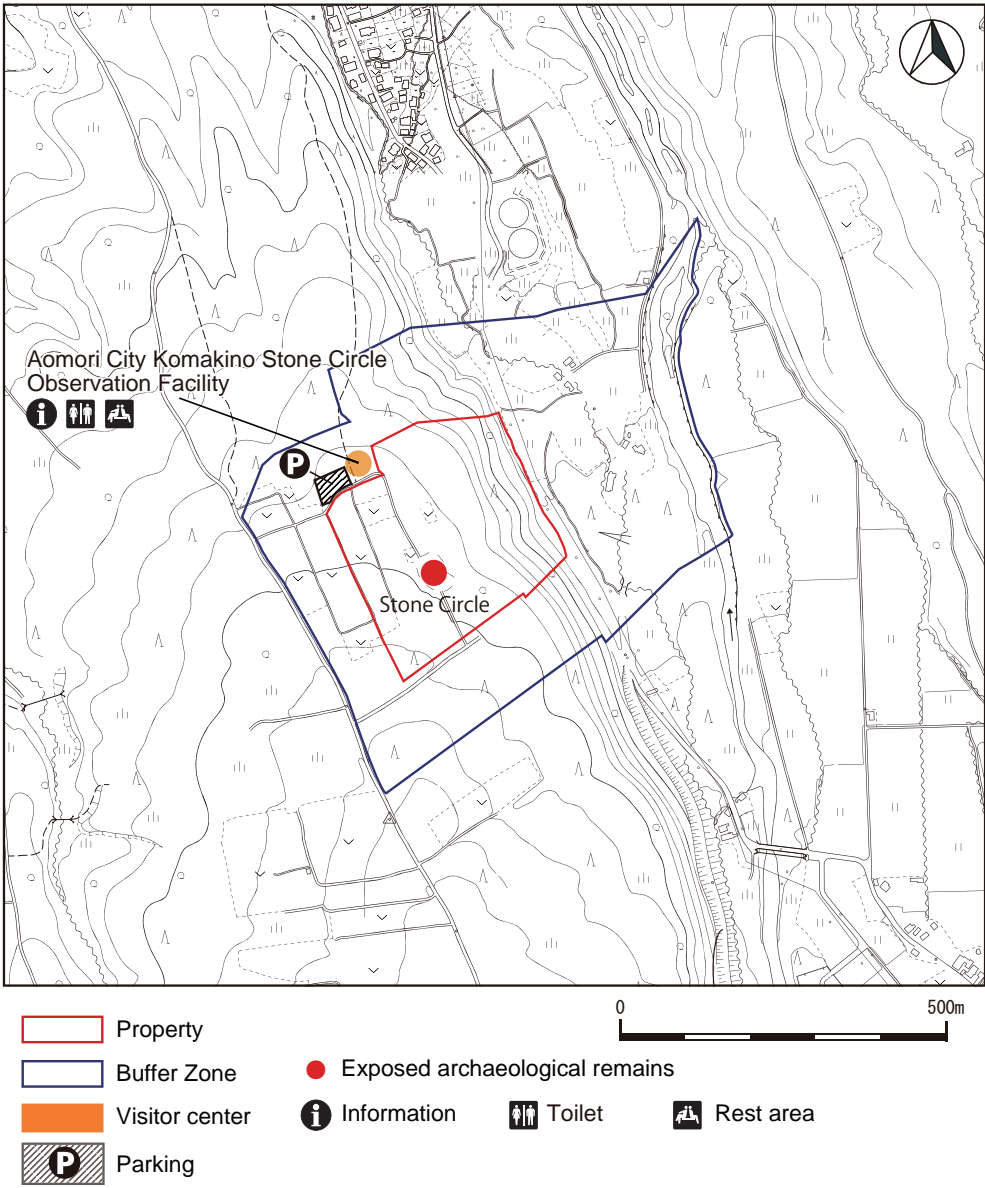 Aomori City Komakino Stone Circle
Observation Facility
P
Stone Circle
0 500m
Property
Buffer Zone
Exposed archaeological remains
Visitor center
Information
Toilet
Rest area
P
Parking